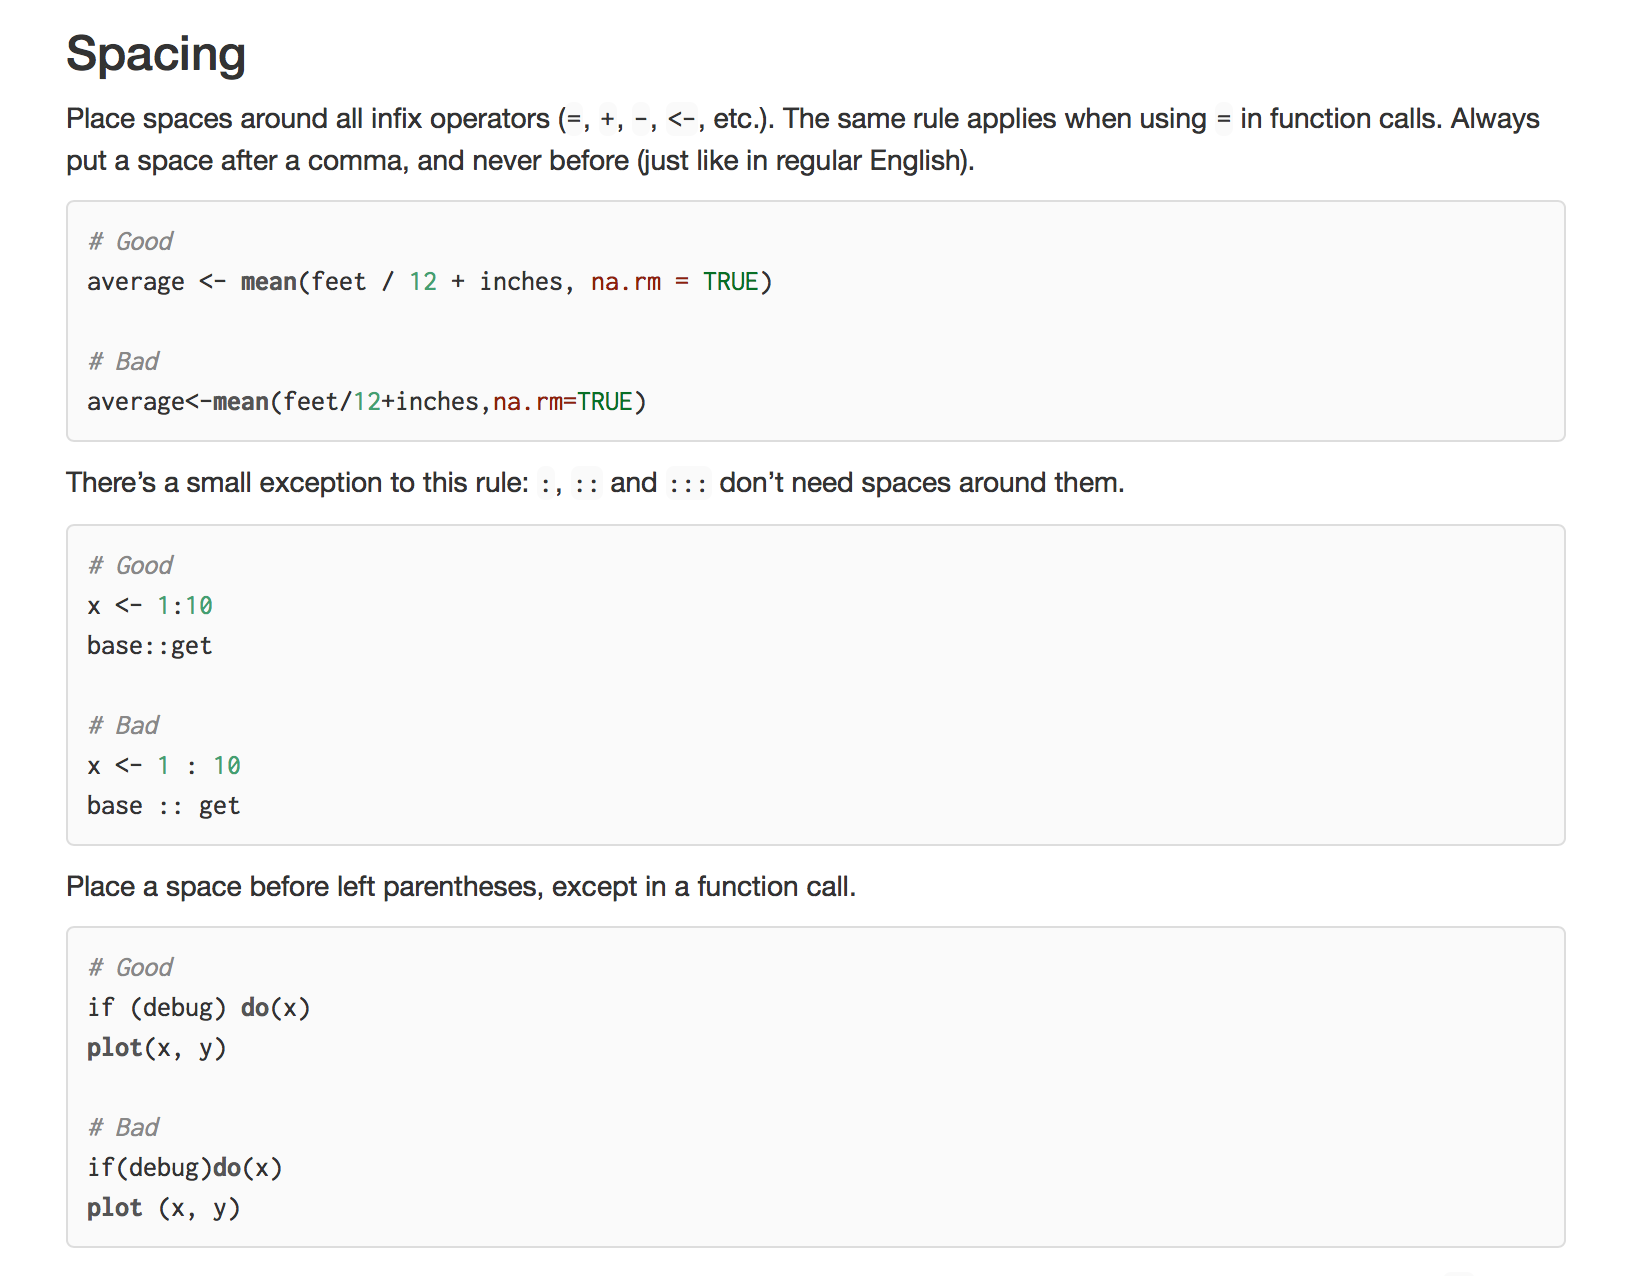 Spacing
Place spaces around all infix operators (=, +, -, <-, etc.). The same rule applies when using = in function calls. Always
put a space after a comma, and never before (just like in regular English).
# Good
average <- mean(feet / 12 + inches, na.rm = TRUE)
# Bad
average<-mean(feet/12+inches,na.rm=TRUE)
There’s a small exception to this rule: :, :: and ::: don’t need spaces around them.
# Good
x <- 1:10
base::get
# Bad
x <- 1 : 10
base :: get
Place a space before left parentheses, except in a function call.
# Good
if (debug) do(x)
plot(x, y)
# Bad
if(debug)do(x)
plot (x, y)